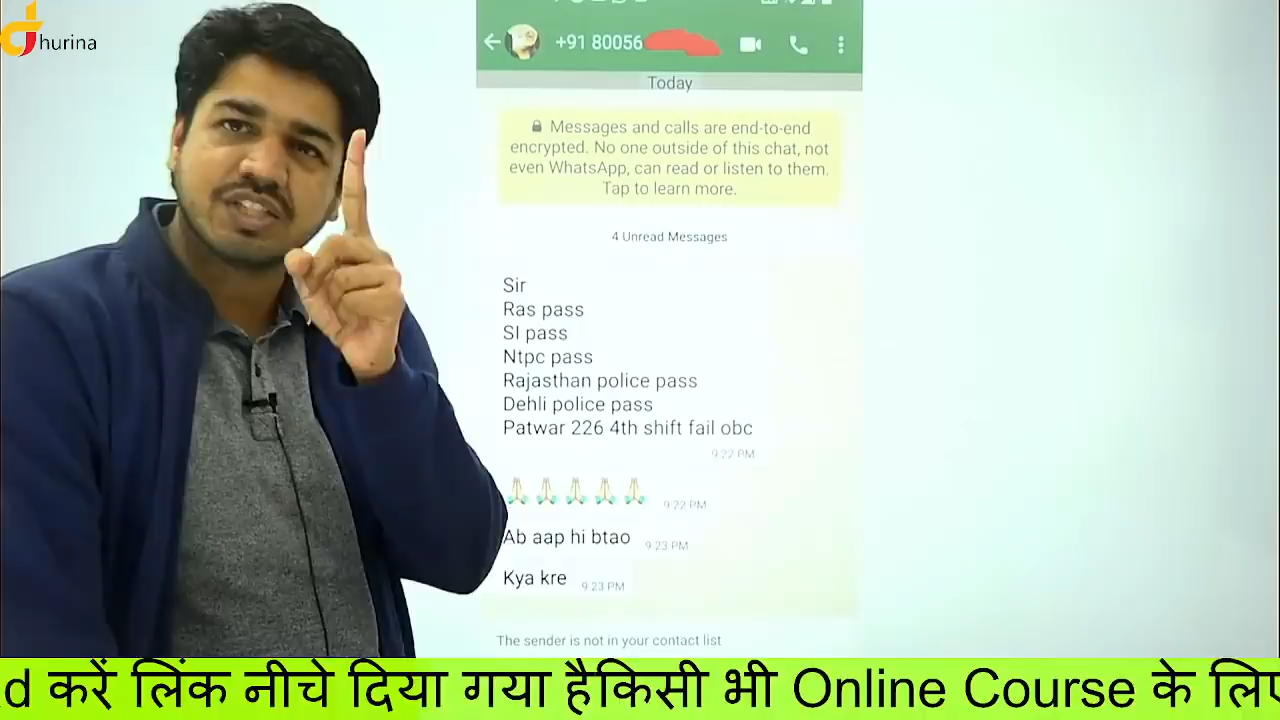 hurina
+91 80056
Today
Messages and calls are end-to-end
encrypted. No one outside of this chat, not
even WhatsApp, can read or listen to them.
Tap to learn more.
4 Unread Messages
Sir
Ras pass
SI pass
Ntpc pass
Rajasthan police pass
Dehli police pass
Patwar 226 4th shift fail obc
9:22 PM
9:22 PM
Ab aap hi btao
9:23 PM
Kya kre
9:23 PM
The sender is not in your contact list
करें लिंक नीचे दिया गया हैकिसी भी Online Course के